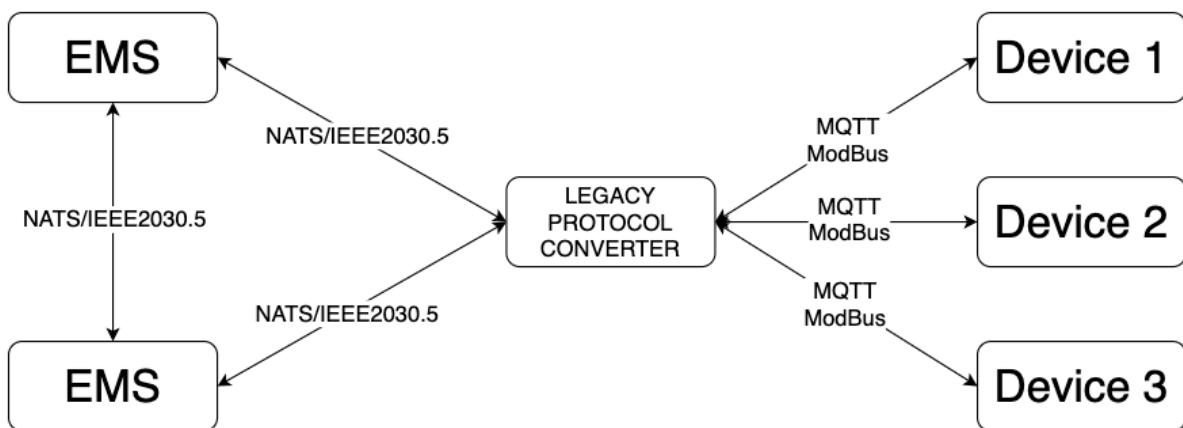 EMS
Device 1
NATS/IEEE2030.5
MQTT
ModBus
LEGACY
PROTOCOL
CONVERTER
NATS/IEEE2030.5
MQTT
ModBus
Device 2
NATS/IEEE2030.5
MQTT
ModBus
EMS
Device 3